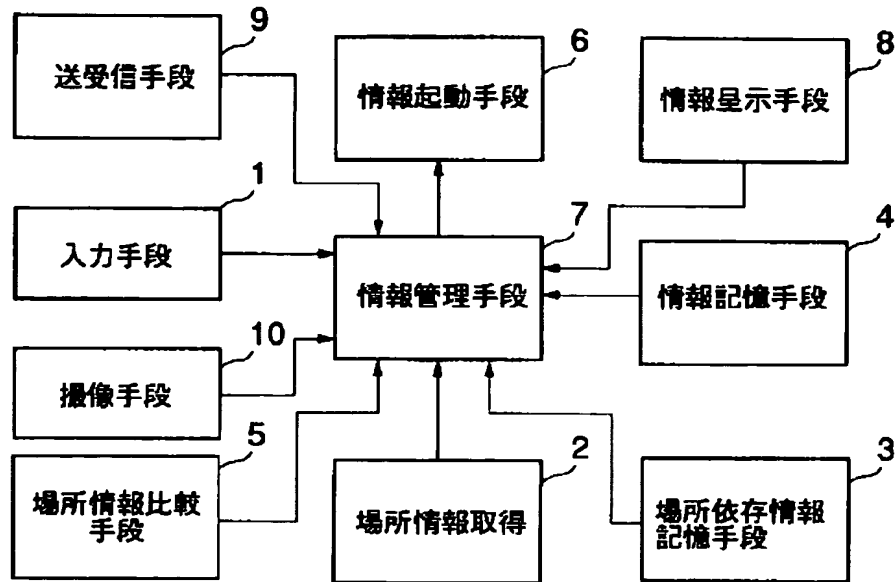 9
送受信手段
6
情報起動手段
8
情報呈示手段
1
入力手段
7
情報管理手段
4
情報記憶手段
10
撮像手段
5
場所情報比較
手段
2
場所情報取得
3
場所依存情報
記憶手段